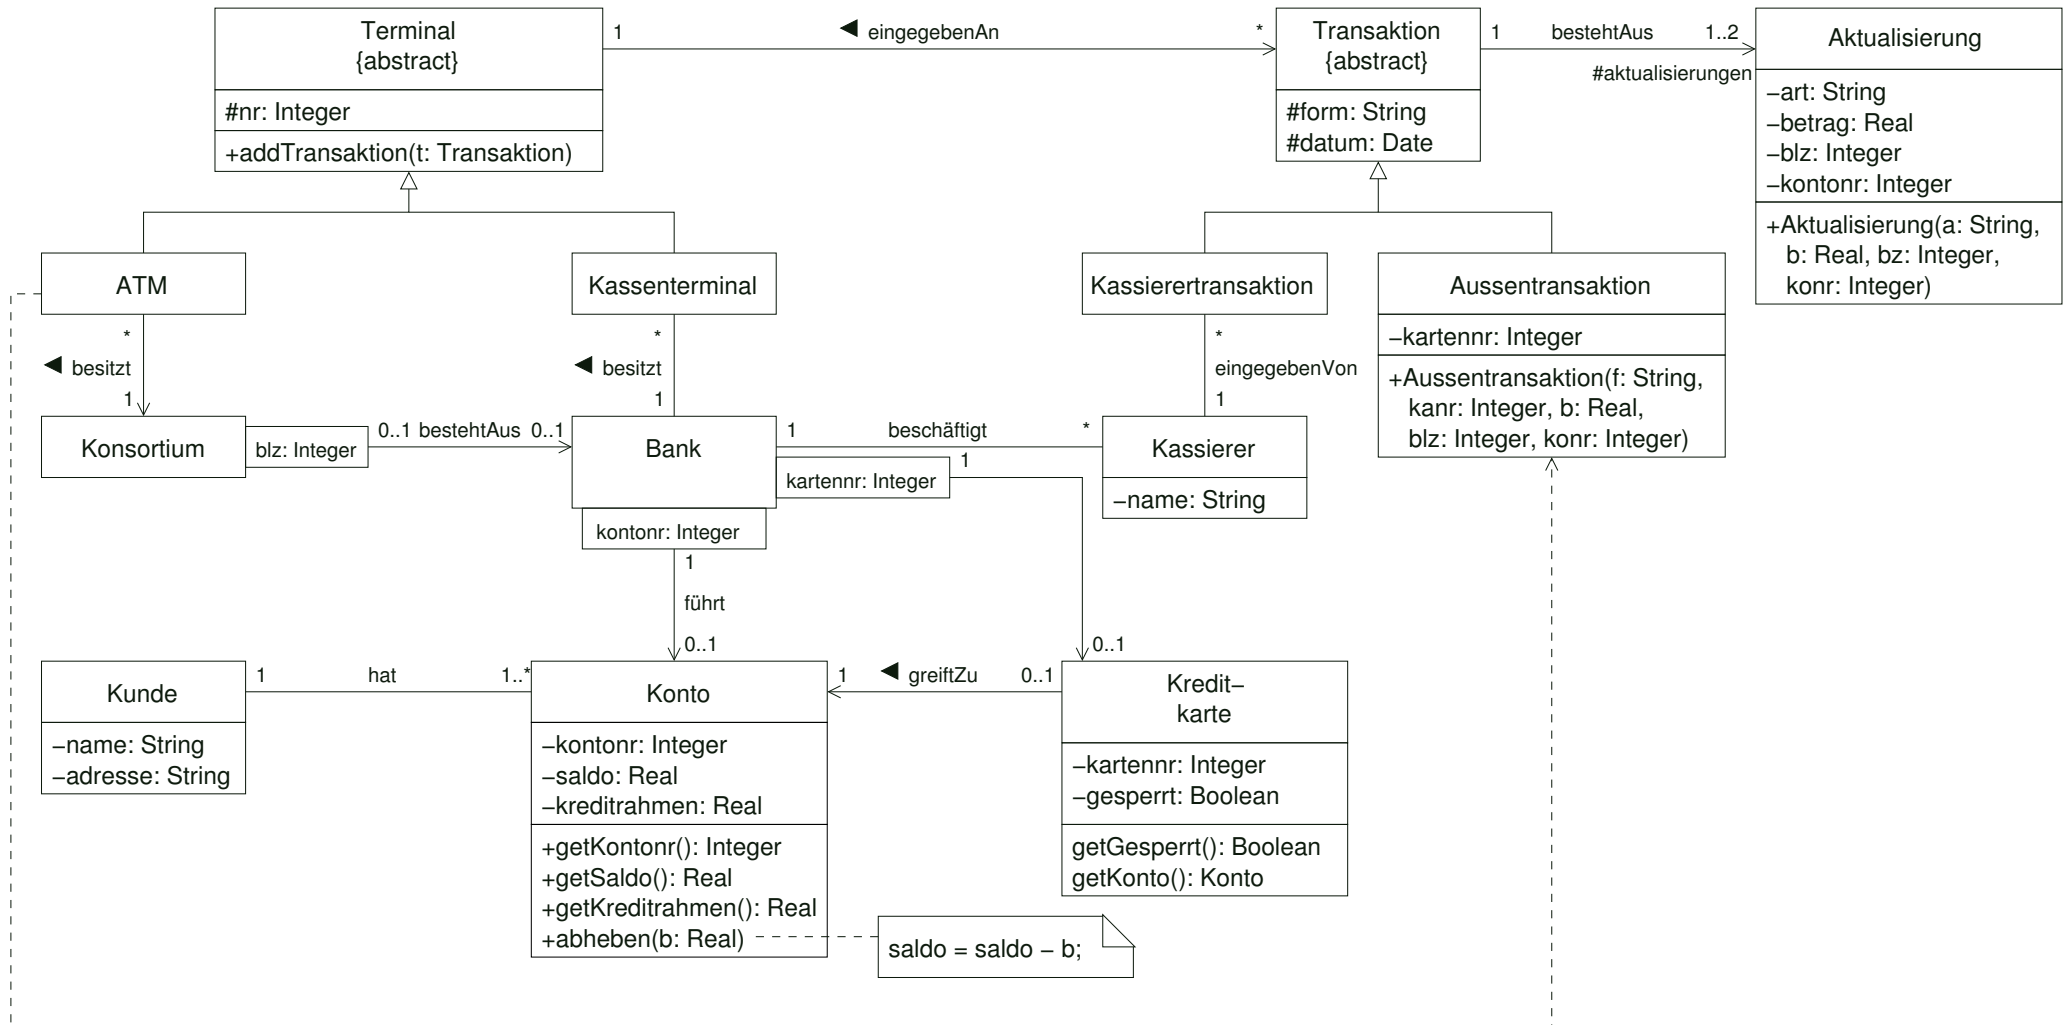 Terminal
{abstract}
#nr: Integer
+addTransaktion(t: Transaktion)
1
◀ eingegebenAn
*
Transaktion
{abstract}
#form: String
#datum: Date
1
bestehtAus
1..2
#aktualisierungen
Aktualisierung
–art: String
–betrag: Real
–blz: Integer
–kontonr: Integer
+Aktualisierung(a: String,
b: Real, bz: Integer,
konr: Integer)
ATM
Kassenterminal
Kassierertransaktion
Aussentransaktion
–kartennr: Integer
+Aussentransaktion(f: String,
kanr: Integer, b: Real,
blz: Integer, konr: Integer)
*
◀ besitzt
1
*
◀ besitzt
1
*
eingegebenVon
1
Konsortium
blz: Integer
0..1 bestehtAus 0..1
Bank
1
beschäftigt
*
Kassierer
–name: String
kartennr: Integer
1
0..1
kontonr: Integer
1
führt
0..1
Kunde
–name: String
–adresse: String
1
hat
1..*
Konto
–kontonr: Integer
–saldo: Real
–kreditrahmen: Real
+getKontonr(): Integer
+getSaldo(): Real
+getKreditrahmen(): Real
+abheben(b: Real)
1
◀ greiftZu
0..1
Kredit–
karte
–kartennr: Integer
–gesperrt: Boolean
getGesperrt(): Boolean
getKonto(): Konto
saldo = saldo – b;